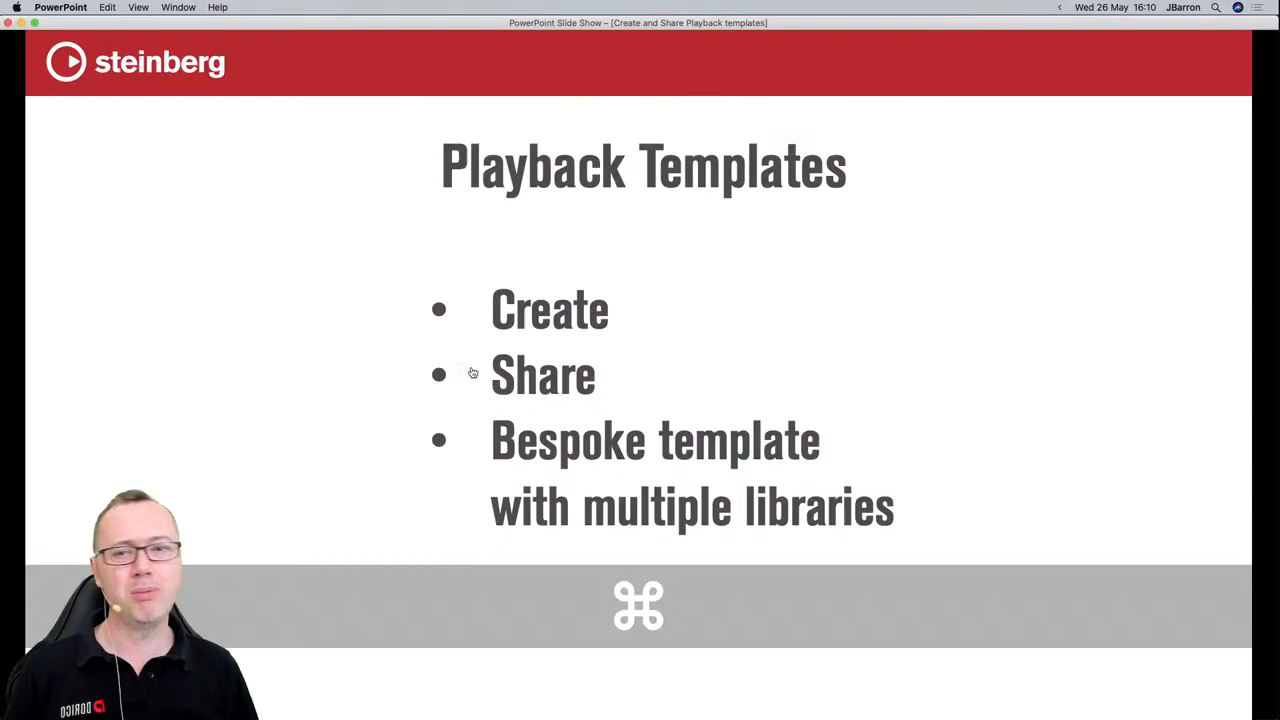 PowerPoint Edit View Window Help Wed 26 May 16:10 JBarron
PowerPoint Slide Show – [Create and Share Playback templates]
steinberg
Playback Templates
• Create
• Share
• Bespoke template
with multiple libraries
DORICO